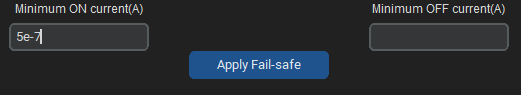 Minimum ON current(A) Minimum OFF current(A)
5e-7
Apply Fail-safe